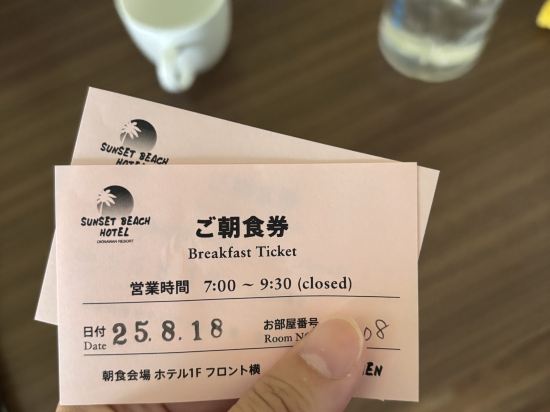 SUNSET BEACH
HOTEL
SUNSET BEACH
HOTEL
OKINAWAN RESORT
ご朝食券
Breakfast Ticket
営業時間 7:00 ~ 9:30 (closed)
日付 25.8.18 お部屋番号
Date Room
朝食会場 ホテル1F フロント横